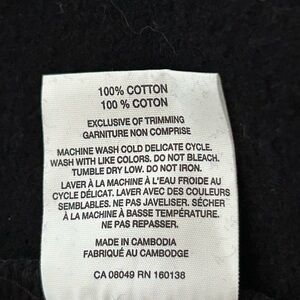 100% COTTON
100 % COTON
EXCLUSIVE OF TRIMMING
GARNITURE NON COMPRISE
MACHINE WASH COLD DELICATE CYCLE.
WASH WITH LIKE COLORS. DO NOT BLEACH.
TUMBLE DRY LOW. DO NOT IRON.
LAVER À LA MACHINE À L'EAU FROIDE AU
CYCLE DÉLICAT. LAVER AVEC DES COULEURS
SEMBLABLES. NE PAS JAVELISER. SÉCHER
À LA MACHINE À BASSE TEMPÉRATURE.
NE PAS REPASSER.
MADE IN CAMBODIA
FABRIQUÉ AU CAMBODGE
CA 08049 RN 160138